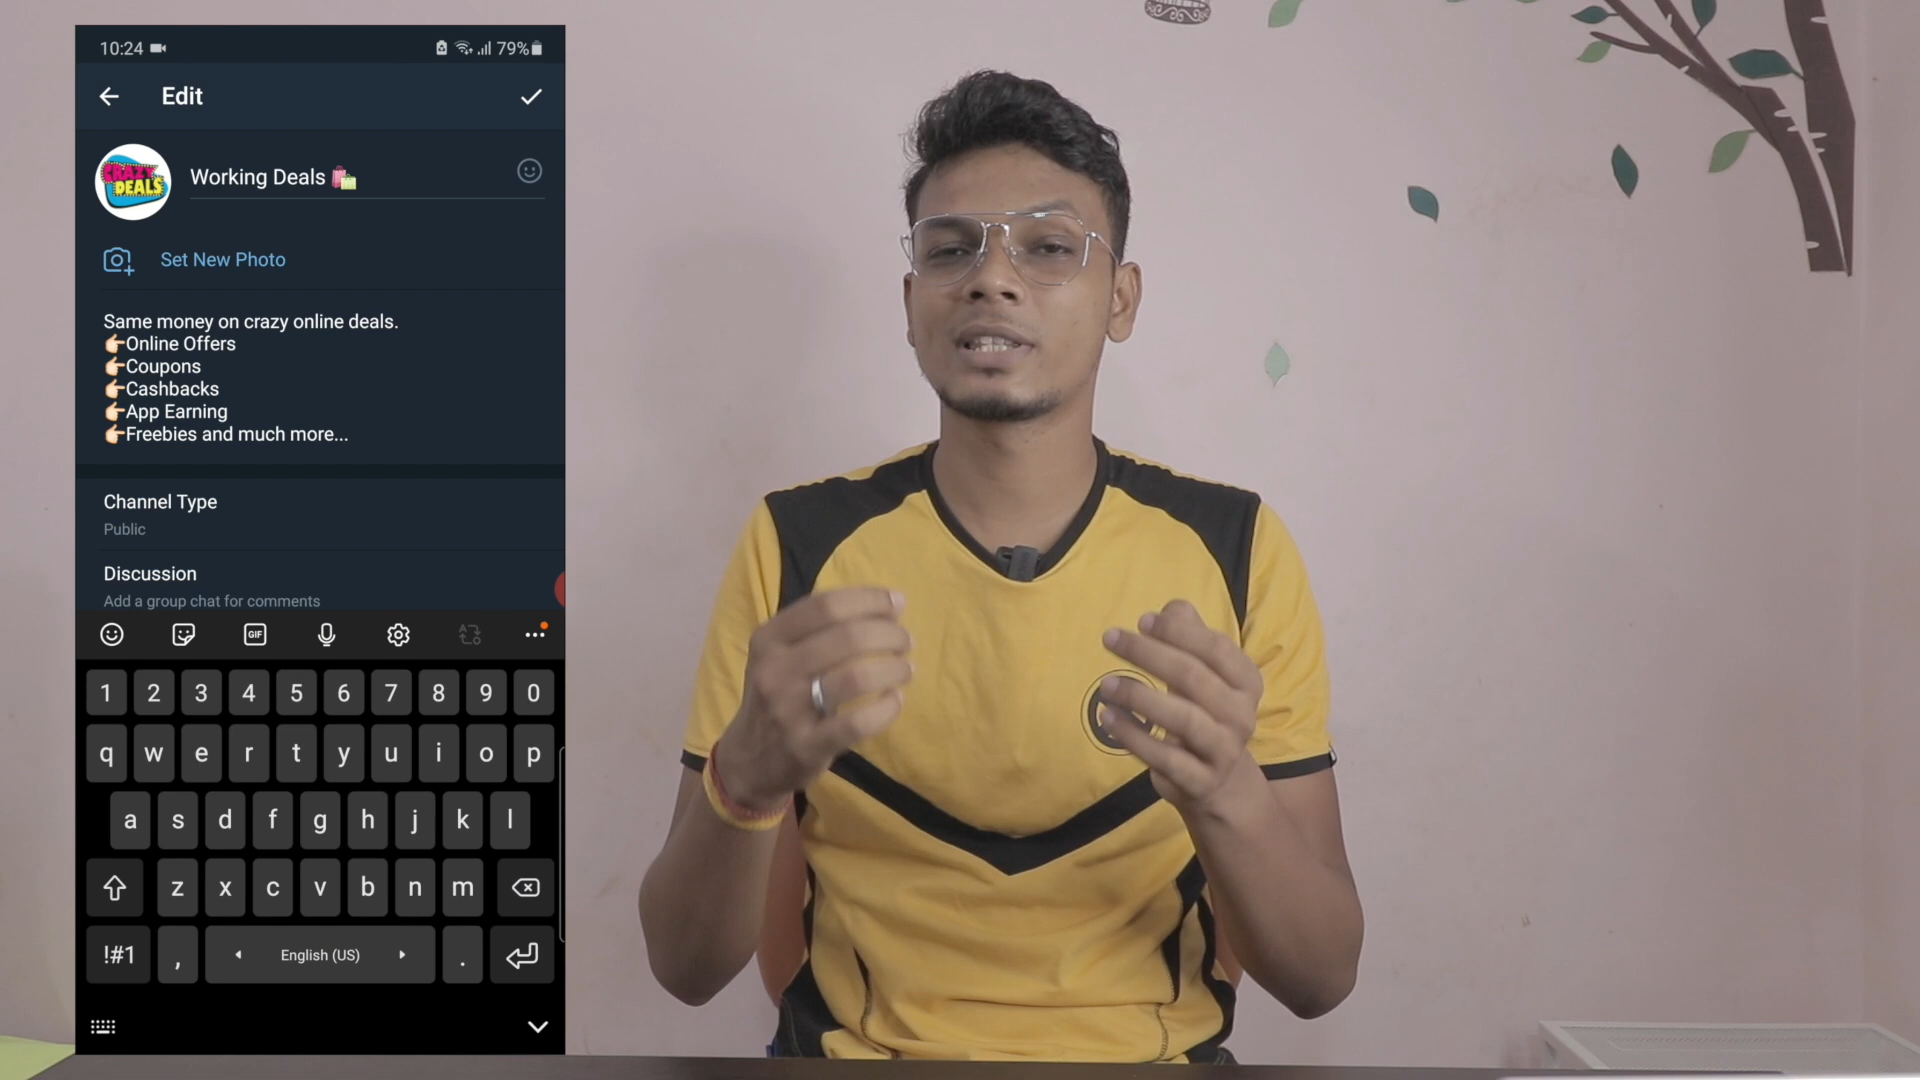 10:24
79%
Edit
CRAZY
DEALS
Working Deals 🛍️
Set New Photo
Same money on crazy online deals.
👉🏻Online Offers
👉🏻Coupons
👉🏻Cashbacks
👉🏻App Earning
👉🏻Freebies and much more...
Channel Type
Public
Discussion
Add a group chat for comments
GIF
1 2 3 4 5 6 7 8 9 0
q w e r t y u i o p
a s d f g h j k l
z x c v b n m
!#1 , English (US) .